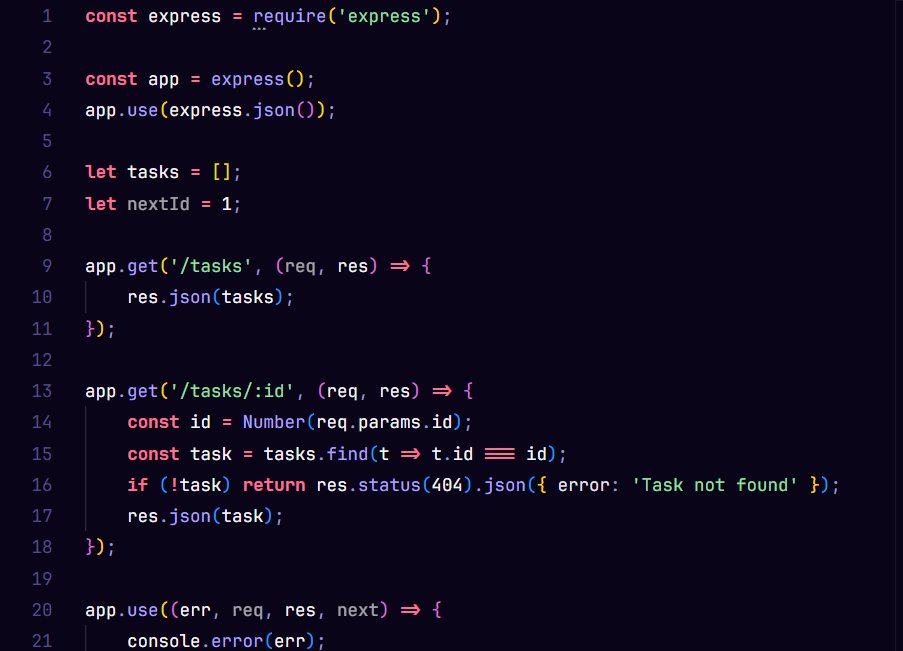 1 const express = require('express');
2
3 const app = express();
4 app.use(express.json());
5
6 let tasks = [];
7 let nextId = 1;
8
9 app.get('/tasks', (req, res) => {
10     res.json(tasks);
11 });
12
13 app.get('/tasks/:id', (req, res) => {
14     const id = Number(req.params.id);
15     const task = tasks.find(t => t.id === id);
16     if (!task) return res.status(404).json({ error: 'Task not found' });
17     res.json(task);
18 });
19
20 app.use((err, req, res, next) => {
21     console.error(err);